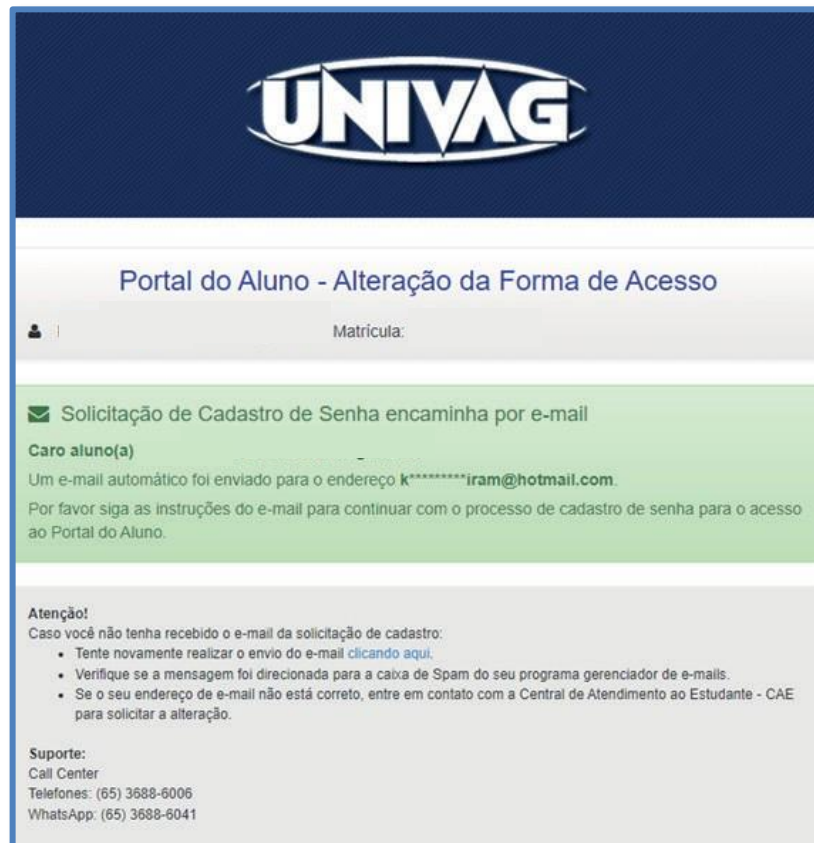 UNIVAG
Portal do Aluno - Alteração da Forma de Acesso
Matrícula:
Solicitação de Cadastro de Senha encaminha por e-mail
Caro aluno(a)
Um e-mail automático foi enviado para o endereço k*********iram@hotmail.com.
Por favor siga as instruções do e-mail para continuar com o processo de cadastro de senha para o acesso
ao Portal do Aluno.
Atenção!
Caso você não tenha recebido o e-mail da solicitação de cadastro:
• Tente novamente realizar o envio do e-mail clicando aqui.
• Verifique se a mensagem foi direcionada para a caixa de Spam do seu programa gerenciador de e-mails.
• Se o seu endereço de e-mail não está correto, entre em contato com a Central de Atendimento ao Estudante - CAE
para solicitar a alteração.
Suporte:
Call Center
Telefones: (65) 3688-6006
WhatsApp: (65) 3688-6041